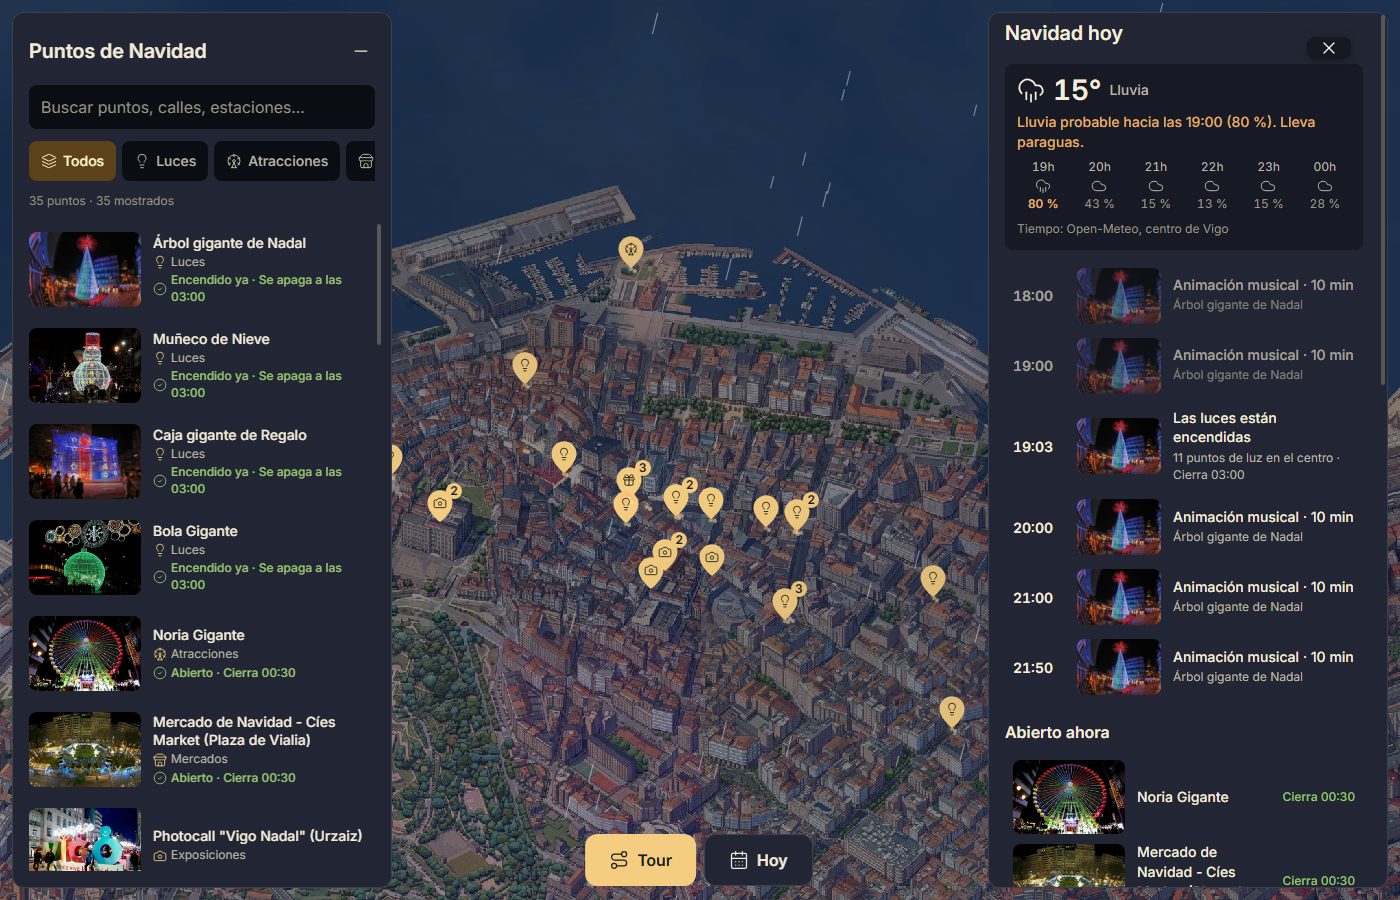 Puntos de Navidad
Buscar puntos, calles, estaciones...
Todos
Luces
Atracciones
35 puntos · 35 mostrados
Árbol gigante de Nadal
Luces
Encendido ya · Se apaga a las
03:00
Muñeco de Nieve
Luces
Encendido ya · Se apaga a las
03:00
Caja gigante de Regalo
Luces
Encendido ya · Se apaga a las
03:00
Bola Gigante
Luces
Encendido ya · Se apaga a las
03:00
Noria Gigante
Atracciones
Abierto · Cierra 00:30
Mercado de Navidad - Cíes
Market (Plaza de Vialia)
Mercados
Abierto · Cierra 00:30
Photocall "Vigo Nadal" (Urzaiz)
Exposiciones
2
3
2
2
2
3
Tour
Hoy
Navidad hoy
15° Lluvia
Lluvia probable hacia las 19:00 (80 %). Lleva
paraguas.
19h 20h 21h 22h 23h 00h
80 % 43 % 15 % 13 % 15 % 28 %
Tiempo: Open-Meteo, centro de Vigo
18:00
Animación musical · 10 min
Árbol gigante de Nadal
19:00
Animación musical · 10 min
Árbol gigante de Nadal
19:03
Las luces están
encendidas
11 puntos de luz en el centro ·
Cierra 03:00
20:00
Animación musical · 10 min
Árbol gigante de Nadal
21:00
Animación musical · 10 min
Árbol gigante de Nadal
21:50
Animación musical · 10 min
Árbol gigante de Nadal
Abierto ahora
Noria Gigante
Cierra 00:30
Mercado de
Navidad - Cíes
Cierra 00:30